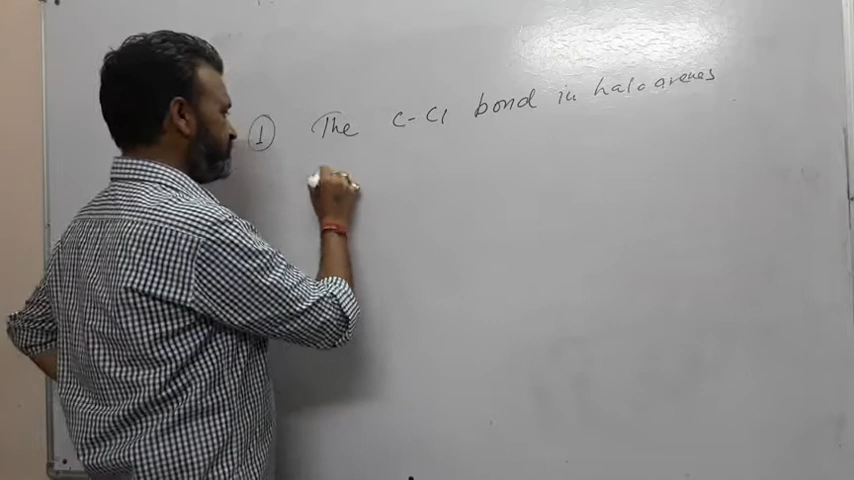 ① The C-Cl bond in haloarenes